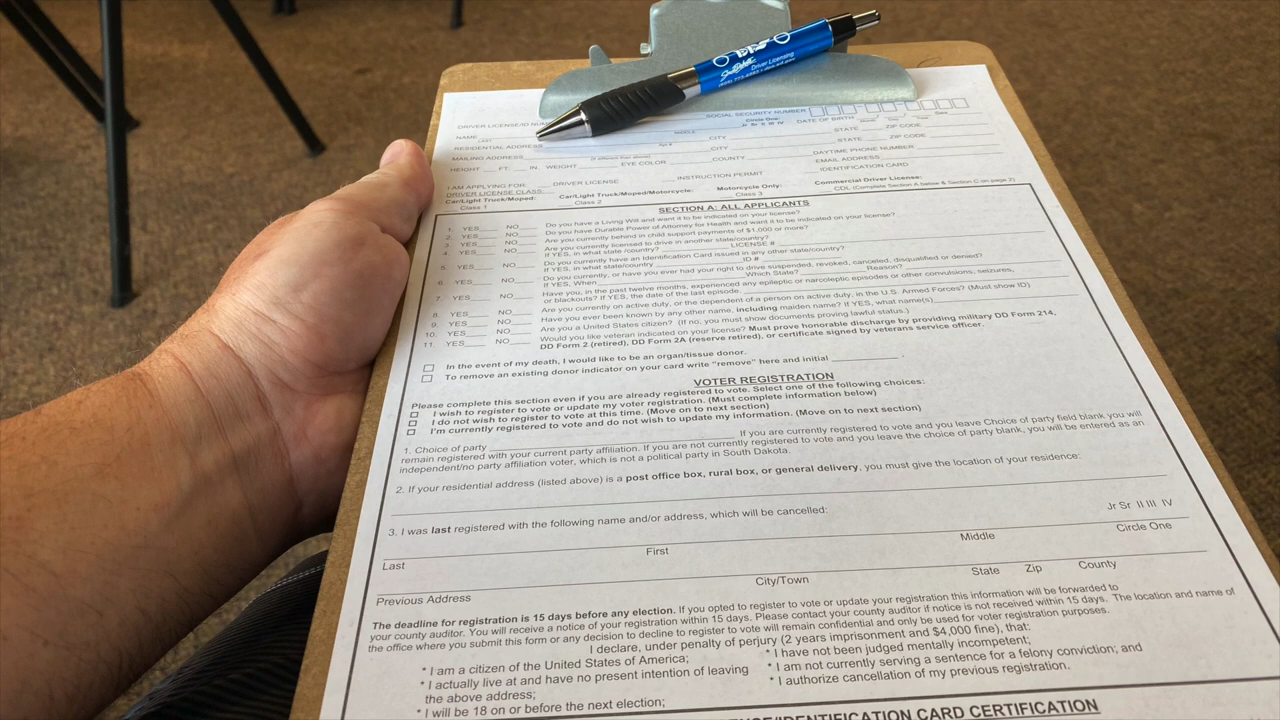 South Dakota
Driver Licensing
DRIVER LICENSE/ID NUM
SOCIAL SECURITY NUMBER
NAME
LAST
MIDDLE
Circle One:
Jr Sr II III IV
DATE OF BIRTH
Month Day Year
RESIDENTIAL ADDRESS
Apt #
CITY
STATE
ZIP CODE
MAILING ADDRESS
(if different from above)
CITY
STATE
ZIP CODE
HEIGHT FT. IN. WEIGHT EYE COLOR COUNTY DAYTIME PHONE NUMBER
EMAIL ADDRESS
I AM APPLYING FOR: DRIVER LICENSE INSTRUCTION PERMIT IDENTIFICATION CARD
DRIVER LICENSE CLASS:
Car/Light Truck/Moped: Car/Light Truck/Moped/Motorcycle: Motorcycle Only: Commercial Driver License:
Class 1 Class 2 Class 3 CDL (Complete Section A below & Section C on page 2)
SECTION A: ALL APPLICANTS
1. YES NO Do you have a Living Will and want it to be indicated on your license?
2. YES NO Do you have Durable Power of Attorney for Health and want it to be indicated on your license?
3. YES NO Are you currently behind in child support payments of $1,000 or more?
4. YES NO Are you currently licensed to drive in another state/country?
If YES, in what state /country? LICENSE #
5. YES NO Do you currently have an Identification Card issued in any other state/country?
If YES, in what state/country ID #
6. YES NO Do you currently, or have you ever had your right to drive suspended, revoked, canceled, disqualified or denied?
If YES, When Which State? Reason?
7. YES NO Have you, in the past twelve months, experienced any epileptic or narcoleptic episodes or other convulsions, seizures,
or blackouts? If YES, the date of the last episode
8. YES NO Are you currently on active duty, or the dependent of a person on active duty, in the U.S. Armed Forces? (Must show ID)
9. YES NO Have you ever been known by any other name, including maiden name? If YES, what name(s)
10. YES NO Are you a United States citizen? (If no, you must show documents proving lawful status.)
11. YES NO Would you like veteran indicated on your license? Must prove honorable discharge by providing military DD Form 214,
DD Form 2 (retired), DD Form 2A (reserve retired), or certificate signed by veterans service officer.
In the event of my death, I would like to be an organ/tissue donor.
To remove an existing donor indicator on your card write "remove" here and initial .
VOTER REGISTRATION
Please complete this section even if you are already registered to vote. Select one of the following choices:
I wish to register to vote or update my voter registration. (Must complete information below)
I do not wish to register to vote at this time. (Move on to next section)
I'm currently registered to vote and do not wish to update my information. (Move on to next section)
1. Choice of party If you are currently registered to vote and you leave Choice of party field blank you will
remain registered with your current party affiliation. If you are not currently registered to vote and you leave the choice of party blank, you will be entered as an
independent/no party affiliation voter, which is not a political party in South Dakota.
2. If your residential address (listed above) is a post office box, rural box, or general delivery, you must give the location of your residence:
3. I was last registered with the following name and/or address, which will be cancelled:
Jr Sr II III IV
Last First Middle Circle One
Previous Address City/Town State Zip County
The deadline for registration is 15 days before any election. If you opted to register to vote or update your registration this information will be forwarded to
your county auditor. You will receive a notice of your registration within 15 days. Please contact your county auditor if notice is not received within 15 days. The location and name of
the office where you submit this form or any decision to decline to register to vote will remain confidential and only be used for voter registration purposes.
I declare, under penalty of perjury (2 years imprisonment and $4,000 fine), that:
* I am a citizen of the United States of America;
* I actually live at and have no present intention of leaving
the above address;
* I will be 18 on or before the next election;
* I have not been judged mentally incompetent;
* I am not currently serving a sentence for a felony conviction; and
* I authorize cancellation of my previous registration.
/IDENTIFICATION CARD CERTIFICATION